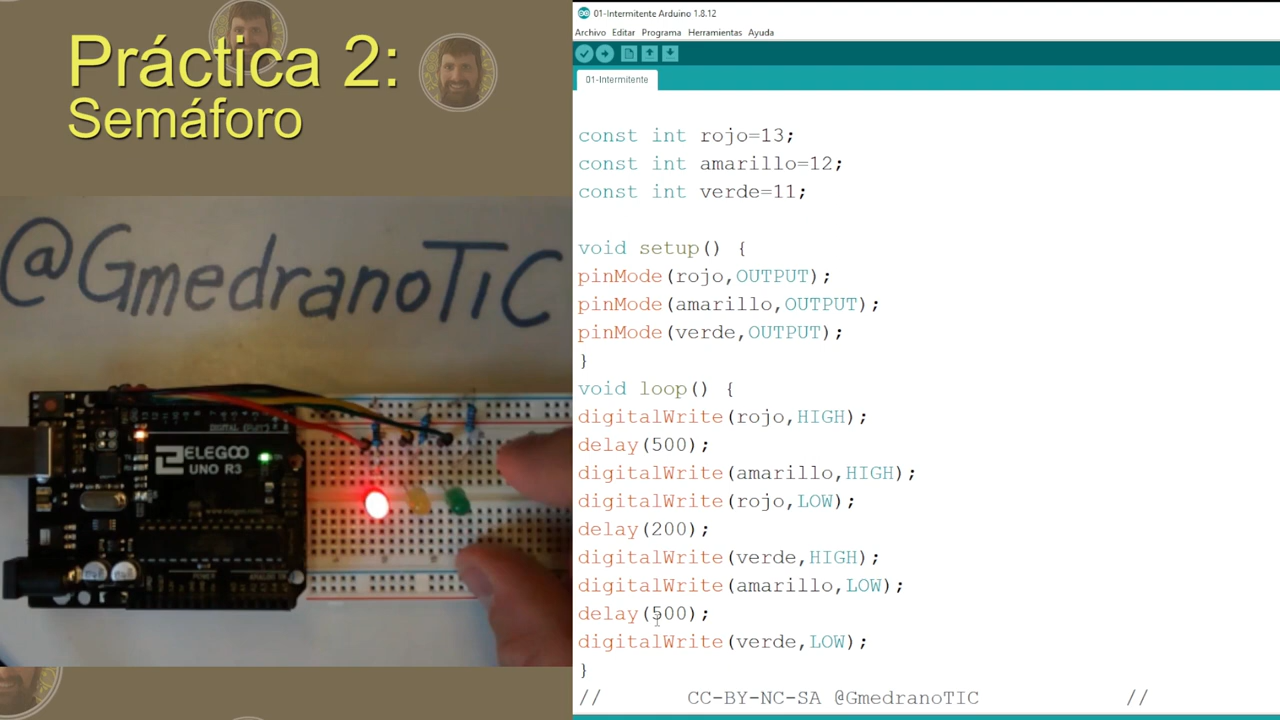 Práctica 2:
Semáforo
@GmedranoTIC
DIGITAL (PWM~)
ELEGOO
UNO R3
01-Intermitente Arduino 1.8.12
Archivo Editar Programa Herramientas Ayuda
01-Intermitente
const int rojo=13;
const int amarillo=12;
const int verde=11;
void setup() {
pinMode(rojo,OUTPUT);
pinMode(amarillo,OUTPUT);
pinMode(verde,OUTPUT);
}
void loop() {
digitalWrite(rojo,HIGH);
delay(500);
digitalWrite(amarillo,HIGH);
digitalWrite(rojo,LOW);
delay(200);
digitalWrite(verde,HIGH);
digitalWrite(amarillo,LOW);
delay(500);
digitalWrite(verde,LOW);
}
// CC-BY-NC-SA @GmedranoTIC //